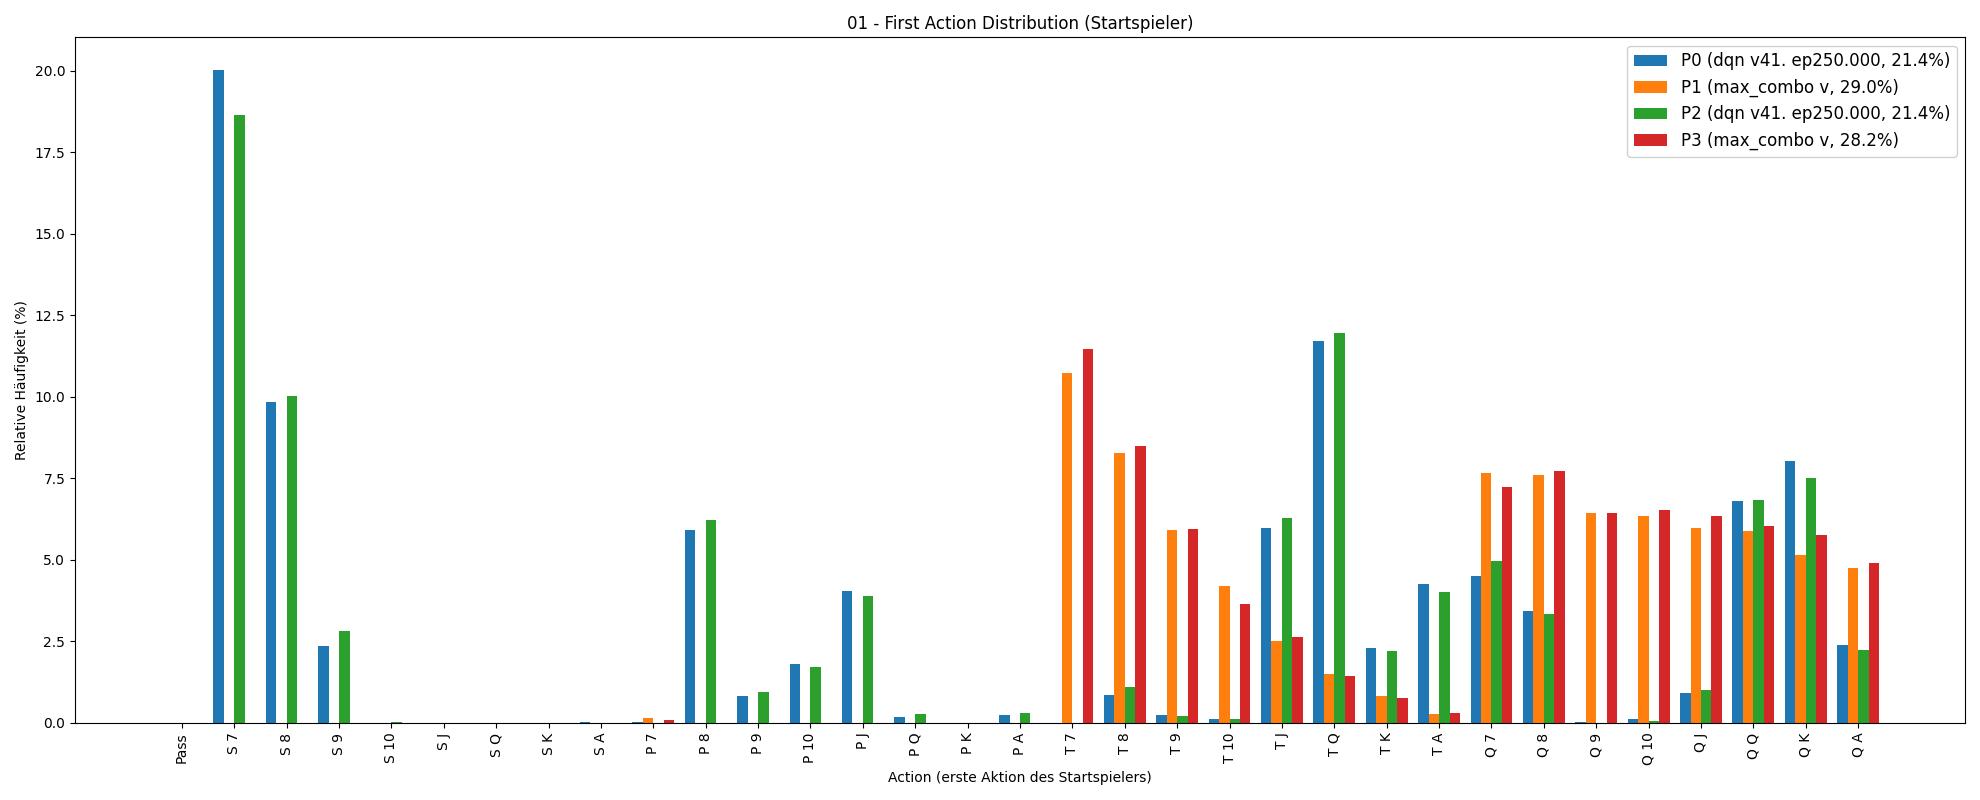 01 - First Action Distribution (Startspieler)
P0 (dqn v41. ep250.000, 21.4%)
P1 (max_combo v, 29.0%)
P2 (dqn v41. ep250.000, 21.4%)
P3 (max_combo v, 28.2%)
Relative Häufigkeit (%)
20.0
17.5
15.0
12.5
10.0
7.5
5.0
2.5
0.0
Pass
S 7
S 8
S 9
S 10
S J
S Q
S K
S A
P 7
P 8
P 9
P 10
P J
P Q
P K
P A
T 7
T 8
T 9
T 10
T J
T Q
T K
T A
Q 7
Q 8
Q 9
Q 10
Q J
Q Q
Q K
Q A
Action (erste Aktion des Startspielers)